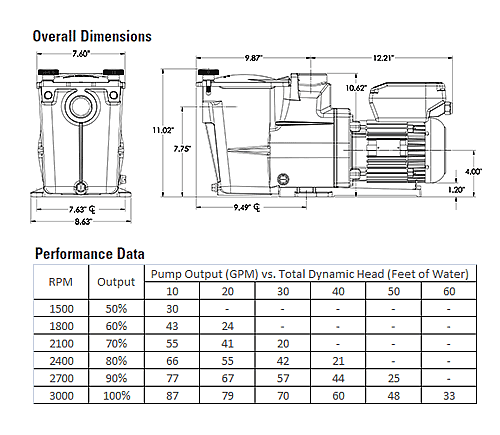 Overall Dimensions
7.60"
9.87"
12.21"
10.62"
11.02"
7.75"
4.00"
1.20"
7.63" ℄
8.63"
9.49" ℄
Performance Data
RPM Output Pump Output (GPM) vs. Total Dynamic Head (Feet of Water)
10 20 30 40 50 60
1500 50% 30 - - - - -
1800 60% 43 24 - - - -
2100 70% 55 41 20 - - -
2400 80% 66 55 42 21 - -
2700 90% 77 67 57 44 25 -
3000 100% 87 79 70 60 48 33